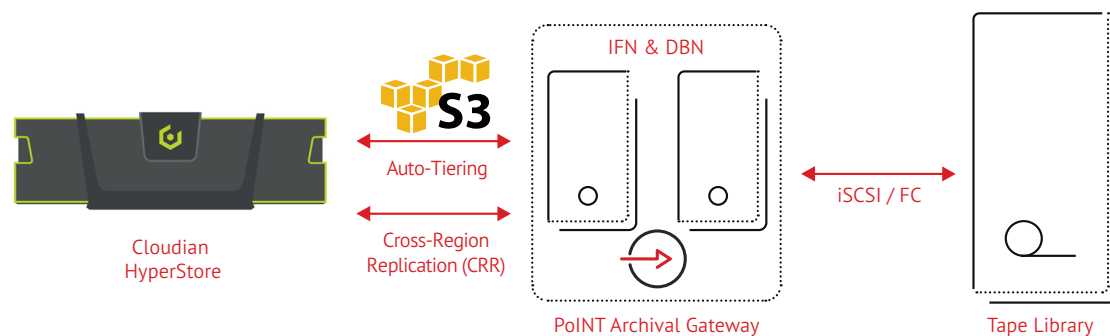 IFN & DBN
S3
Auto-Tiering
Cross-Region
Replication (CRR)
iSCSI / FC
Cloudian
HyperStore
PoINT Archival Gateway
Tape Library